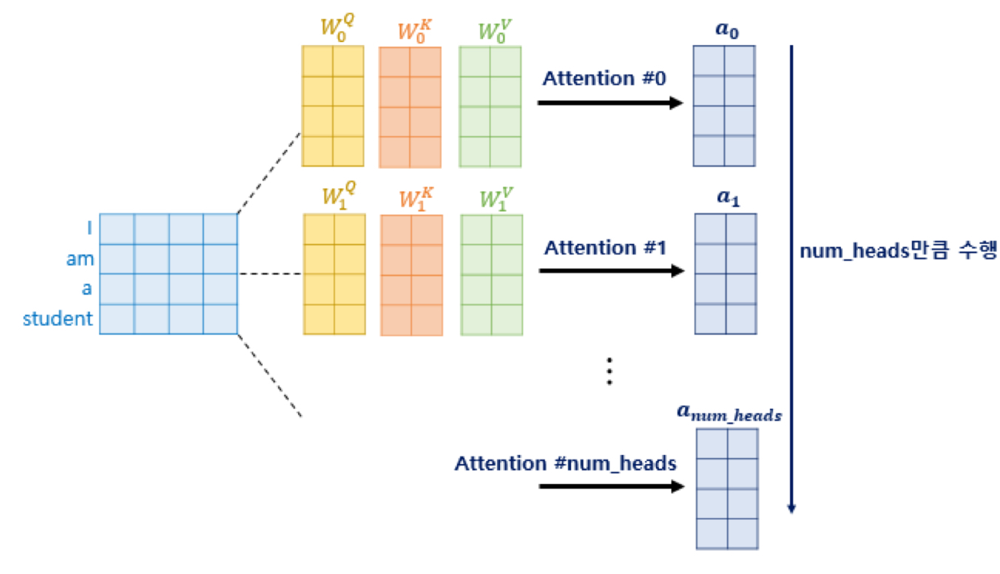 W_0^Q W_0^K W_0^V a_0
Attention #0
W_1^Q W_1^K W_1^V a_1
I
am
a
student
Attention #1
num_heads만큼 수행
⋮
a_num_heads
Attention #num_heads